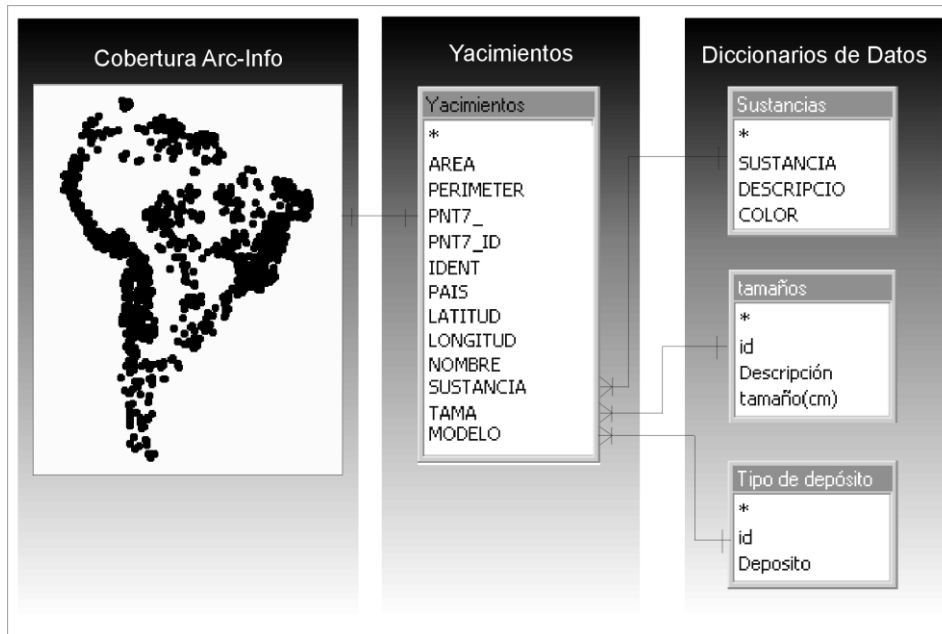 Cobertura Arc-Info
Yacimientos
Yacimientos
*
AREA
PERIMETER
PNT7_
PNT7_ID
IDENT
PAIS
LATITUD
LONGITUD
NOMBRE
SUSTANCIA
TAMA
MODELO
Diccionarios de Datos
Sustancias
*
SUSTANCIA
DESCRIPCIO
COLOR
tamaños
*
id
Descripción
tamaño(cm)
Tipo de depósito
*
id
Deposito